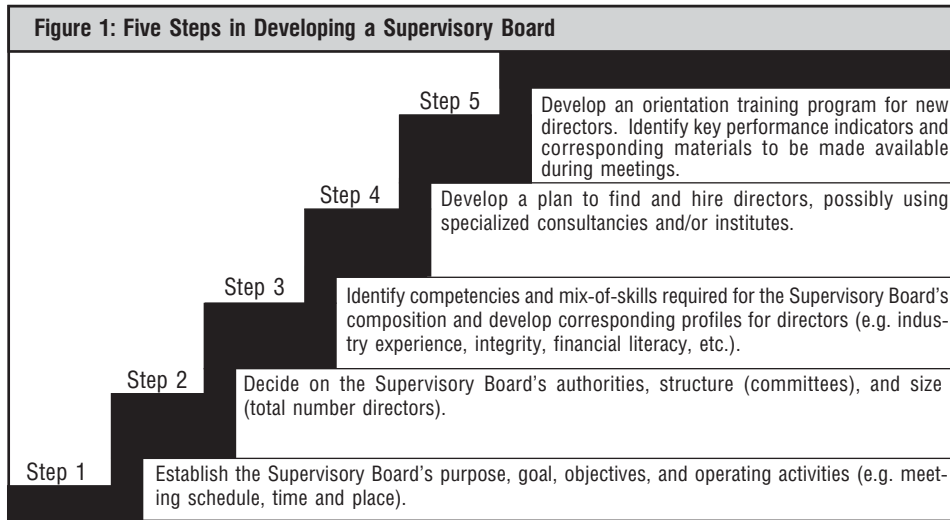 Figure 1: Five Steps in Developing a Supervisory Board
Step 5
Develop an orientation training program for new
directors. Identify key performance indicators and
corresponding materials to be made available
during meetings.
Step 4
Develop a plan to find and hire directors, possibly using
specialized consultancies and/or institutes.
Step 3
Identify competencies and mix-of-skills required for the Supervisory Board's
composition and develop corresponding profiles for directors (e.g. indus-
try experience, integrity, financial literacy, etc.).
Step 2
Decide on the Supervisory Board's authorities, structure (committees), and size
(total number directors).
Step 1
Establish the Supervisory Board's purpose, goal, objectives, and operating activities (e.g. meet-
ing schedule, time and place).